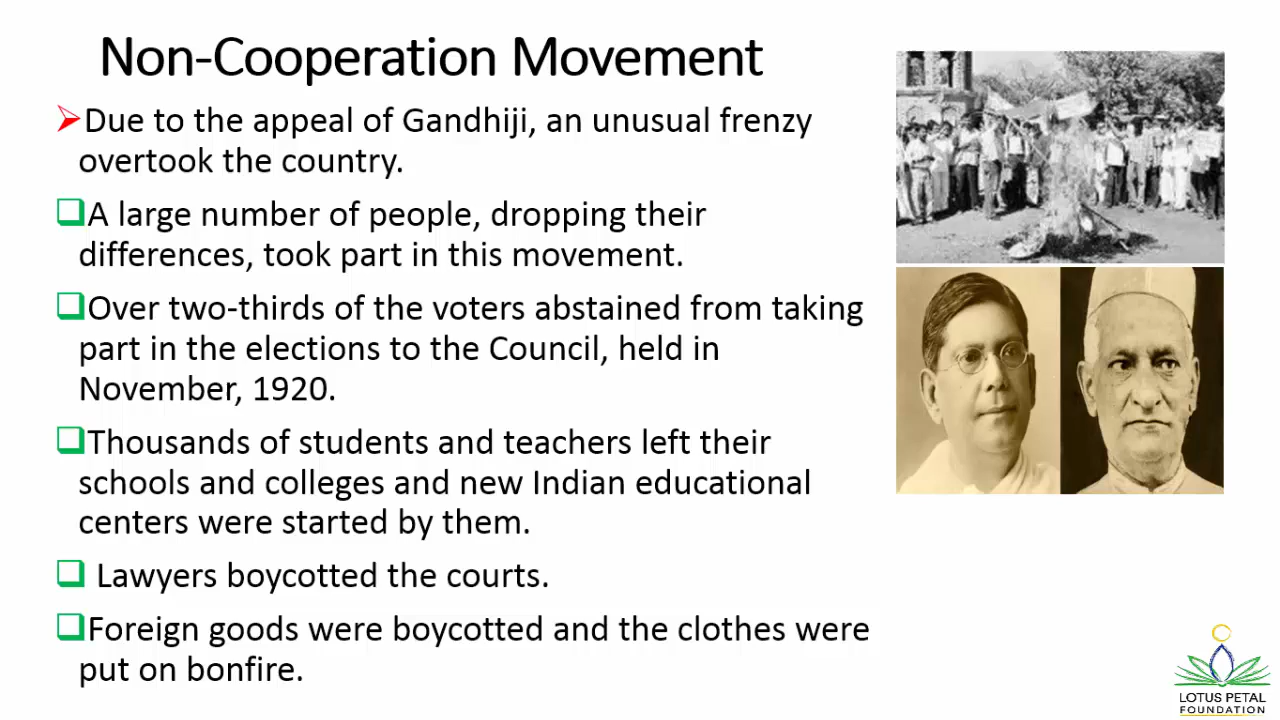 Non-Cooperation Movement
Due to the appeal of Gandhiji, an unusual frenzy
overtook the country.
A large number of people, dropping their
differences, took part in this movement.
Over two-thirds of the voters abstained from taking
part in the elections to the Council, held in
November, 1920.
Thousands of students and teachers left their
schools and colleges and new Indian educational
centers were started by them.
Lawyers boycotted the courts.
Foreign goods were boycotted and the clothes were
put on bonfire.
LOTUS PETAL
FOUNDATION